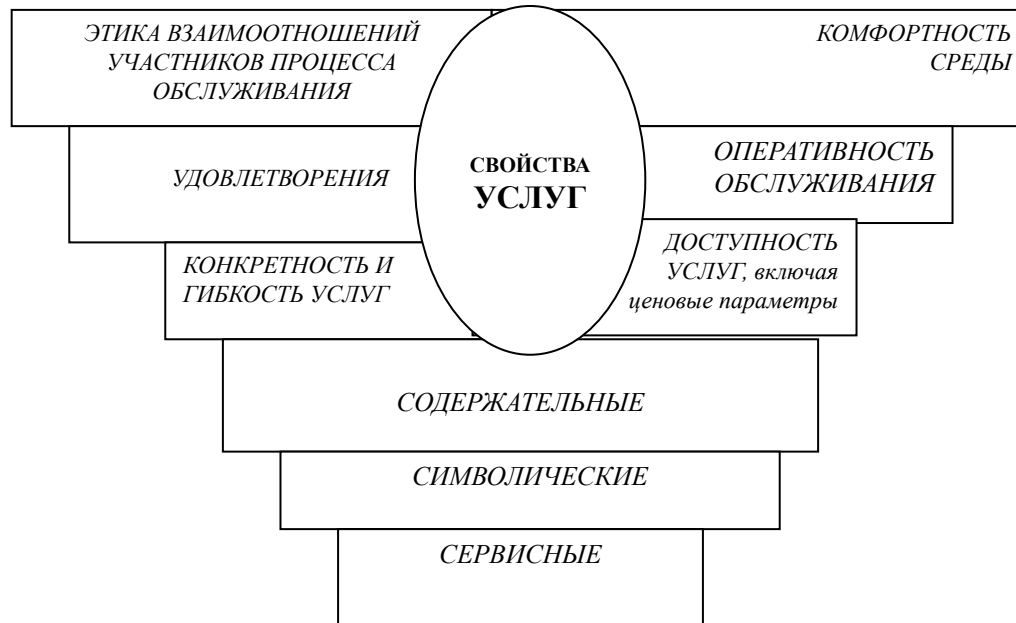 ЭТИКА ВЗАИМООТНОШЕНИЙ
УЧАСТНИКОВ ПРОЦЕССА
ОБСЛУЖИВАНИЯ
КОМФОРТНОСТЬ
СРЕДЫ
УДОВЛЕТВОРЕНИЯ
СВОЙСТВА
УСЛУГ
ОПЕРАТИВНОСТЬ
ОБСЛУЖИВАНИЯ
КОНКРЕТНОСТЬ И
ГИБКОСТЬ УСЛУГ
ДОСТУПНОСТЬ
УСЛУГ, включая
ценовые параметры
СОДЕРЖАТЕЛЬНЫЕ
СИМВОЛИЧЕСКИЕ
СЕРВИСНЫЕ